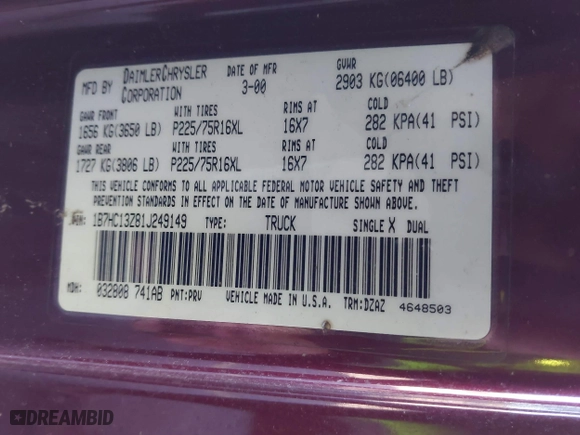 MFD BY DAIMLERCHRYSLER CORPORATION DATE OF MFR 3-00 GVWR 2903 KG(06400 LB)
GAWR FRONT WITH TIRES RIMS AT COLD
1656 KG(3650 LB) P225/75R16XL 16X7 282 KPA(41 PSI)
GAWR REAR WITH TIRES RIMS AT COLD
1727 KG(3806 LB) P225/75R16XL 16X7 282 KPA(41 PSI)
THIS VEHICLE CONFORMS TO ALL APPLICABLE FEDERAL MOTOR VEHICLE SAFETY AND THEFT
PREVENTION STANDARDS IN EFFECT ON THE DATE OF MANUFACTURE SHOWN ABOVE.
VIN: 1B7HC13Z81J249149 TYPE: TRUCK SINGLE X DUAL
MDH: 032808 741AB PNT:PRV VEHICLE MADE IN U.S.A. TRM:DZAZ 4648503
DREAMBID